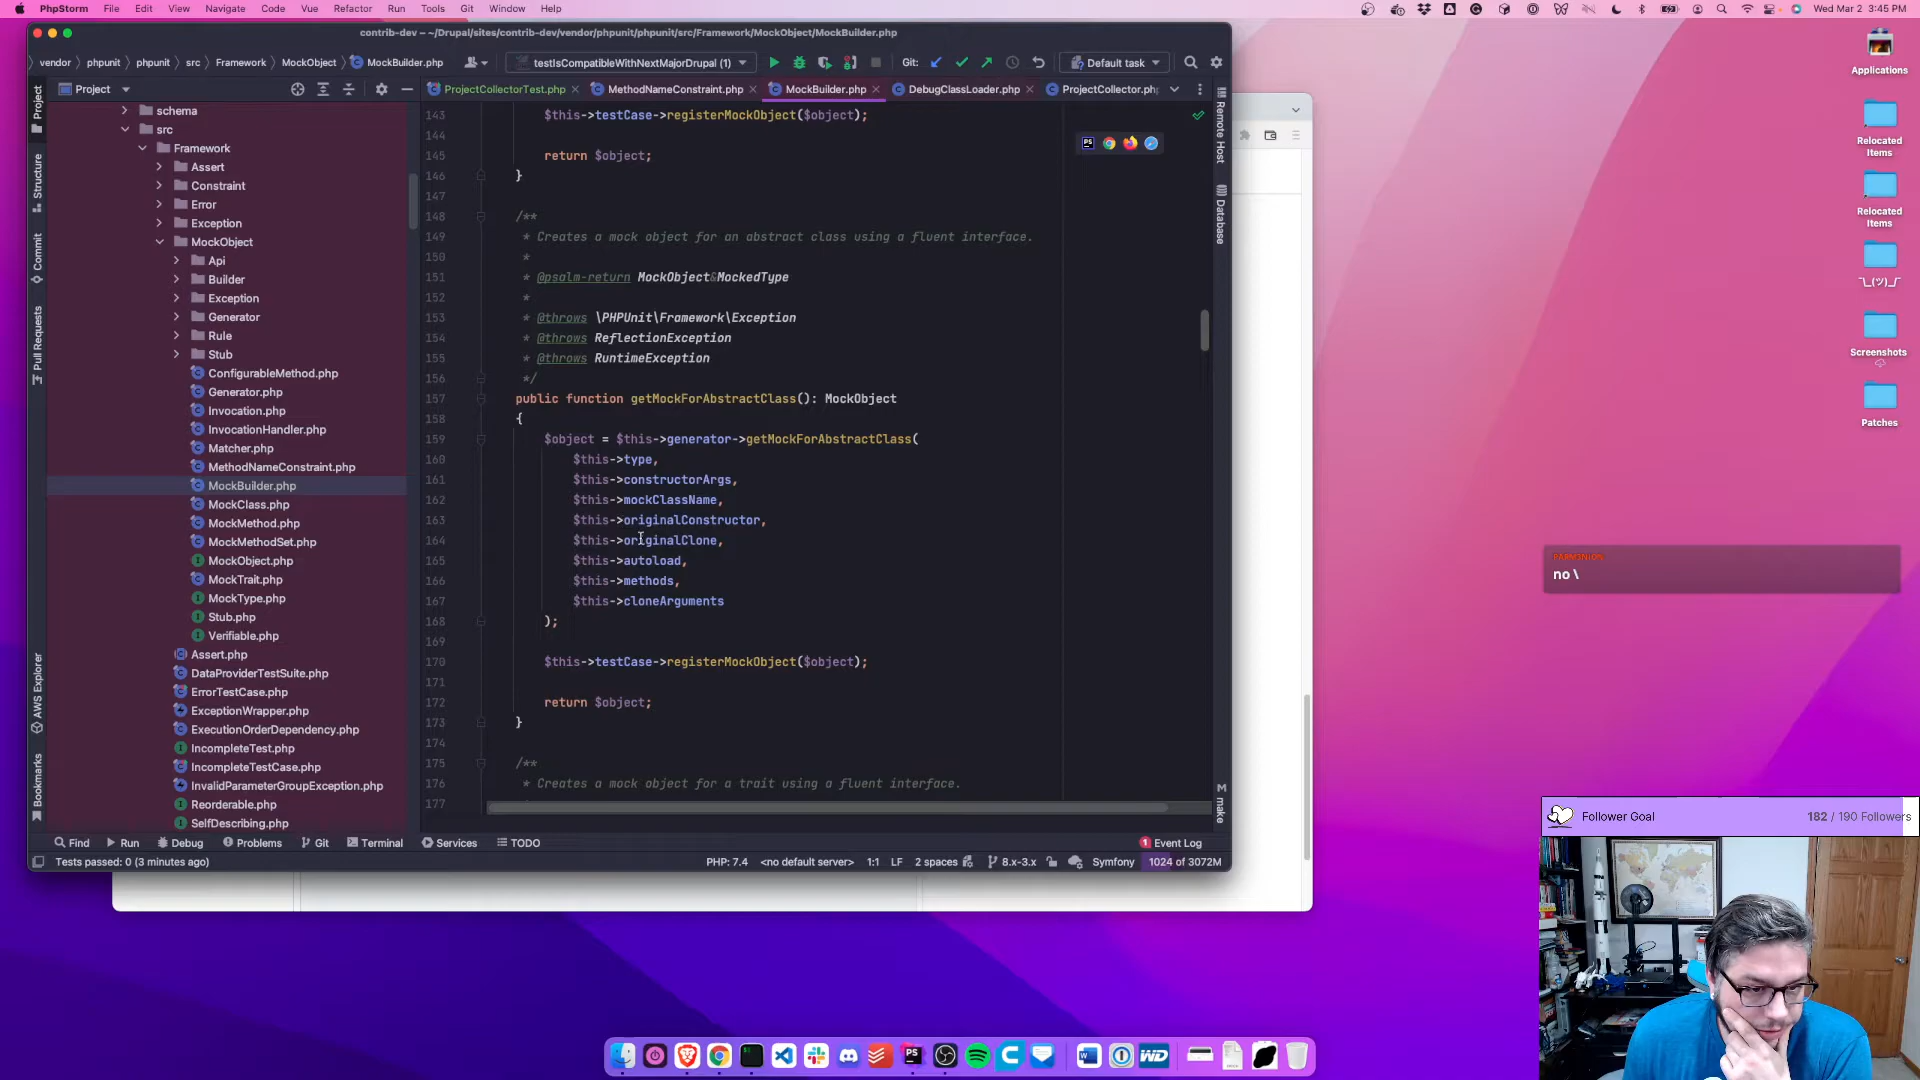 PhpStorm File Edit View Navigate Code Vue Refactor Run Tools Git Window Help
Wed Mar 2 3:45 PM
contrib-dev – ~/Drupal/sites/contrib-dev/vendor/phpunit/phpunit/src/Framework/MockObject/MockBuilder.php
vendor phpunit phpunit src Framework MockObject MockBuilder.php
testIsCompatibleWithNextMajorDrupal (1)
Git:
Default task
Project
ProjectCollectorTest.php
MethodNameConstraint.php
MockBuilder.php
DebugClassLoader.php
ProjectCollector.php
Project
Structure
Commit
Pull Requests
AWS Explorer
Bookmarks
schema
src
Framework
Assert
Constraint
Error
Exception
MockObject
Api
Builder
Exception
Generator
Rule
Stub
ConfigurableMethod.php
Generator.php
Invocation.php
InvocationHandler.php
Matcher.php
MethodNameConstraint.php
MockBuilder.php
MockClass.php
MockMethod.php
MockMethodSet.php
MockObject.php
MockTrait.php
MockType.php
Stub.php
Verifiable.php
Assert.php
DataProviderTestSuite.php
ErrorTestCase.php
ExceptionWrapper.php
ExecutionOrderDependency.php
IncompleteTest.php
IncompleteTestCase.php
InvalidParameterGroupException.php
Reorderable.php
SelfDescribing.php
143 $this->testCase->registerMockObject($object);
144
145 return $object;
146 }
147
148 /**
149 * Creates a mock object for an abstract class using a fluent interface.
150 *
151 * @psalm-return MockObject&MockedType
152 *
153 * @throws \PHPUnit\Framework\Exception
154 * @throws ReflectionException
155 * @throws RuntimeException
156 */
157 public function getMockForAbstractClass(): MockObject
158 {
159 $object = $this->generator->getMockForAbstractClass(
160 $this->type,
161 $this->constructorArgs,
162 $this->mockClassName,
163 $this->originalConstructor,
164 $this->originalClone,
165 $this->autoload,
166 $this->methods,
167 $this->cloneArguments
168 );
169
170 $this->testCase->registerMockObject($object);
171
172 return $object;
173 }
174
175 /**
176 * Creates a mock object for a trait using a fluent interface.
177 *
Remote Host
Database
make
Find Run Debug Problems Git Terminal Services TODO
1 Event Log
Tests passed: 0 (3 minutes ago)
PHP: 7.4 <no default server> 1:1 LF 2 spaces 8.x-3.x Symfony 1024 of 3072M
Applications
Relocated
Items
Relocated
Items
¯\_(ツ)_/¯
Screenshots
Patches
no \
Follower Goal 182 / 190 Followers
PS
W
WD